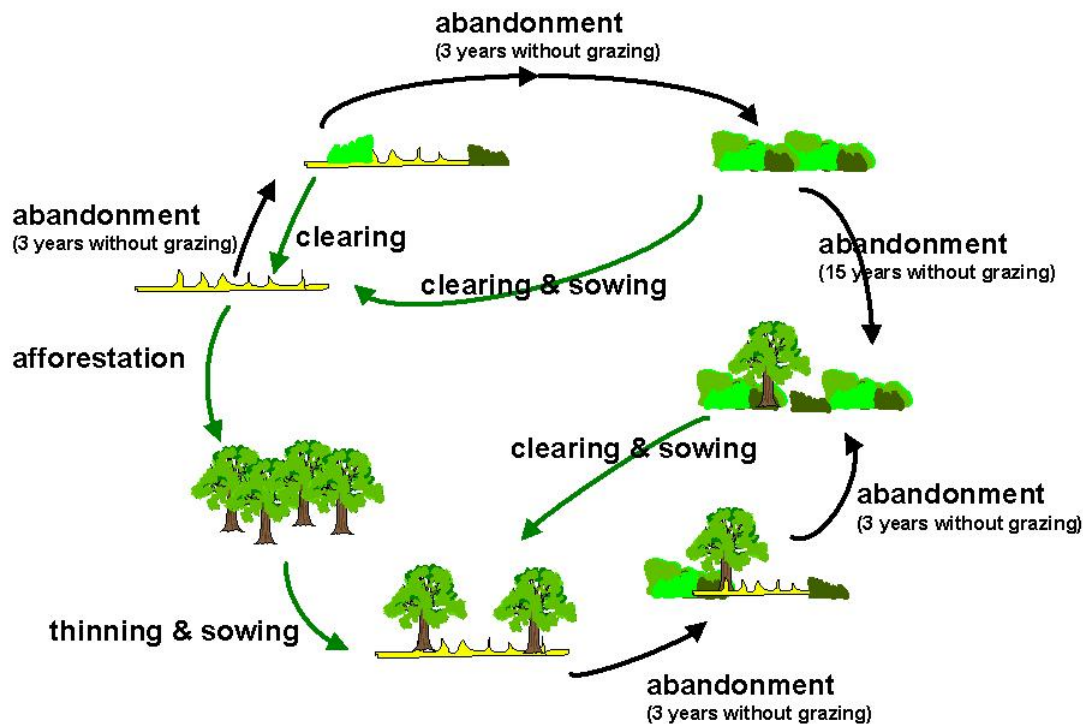 abandonment
(3 years without grazing)
abandonment
(3 years without grazing)
clearing
abandonment
(15 years without grazing)
clearing & sowing
afforestation
clearing & sowing
abandonment
(3 years without grazing)
thinning & sowing
abandonment
(3 years without grazing)